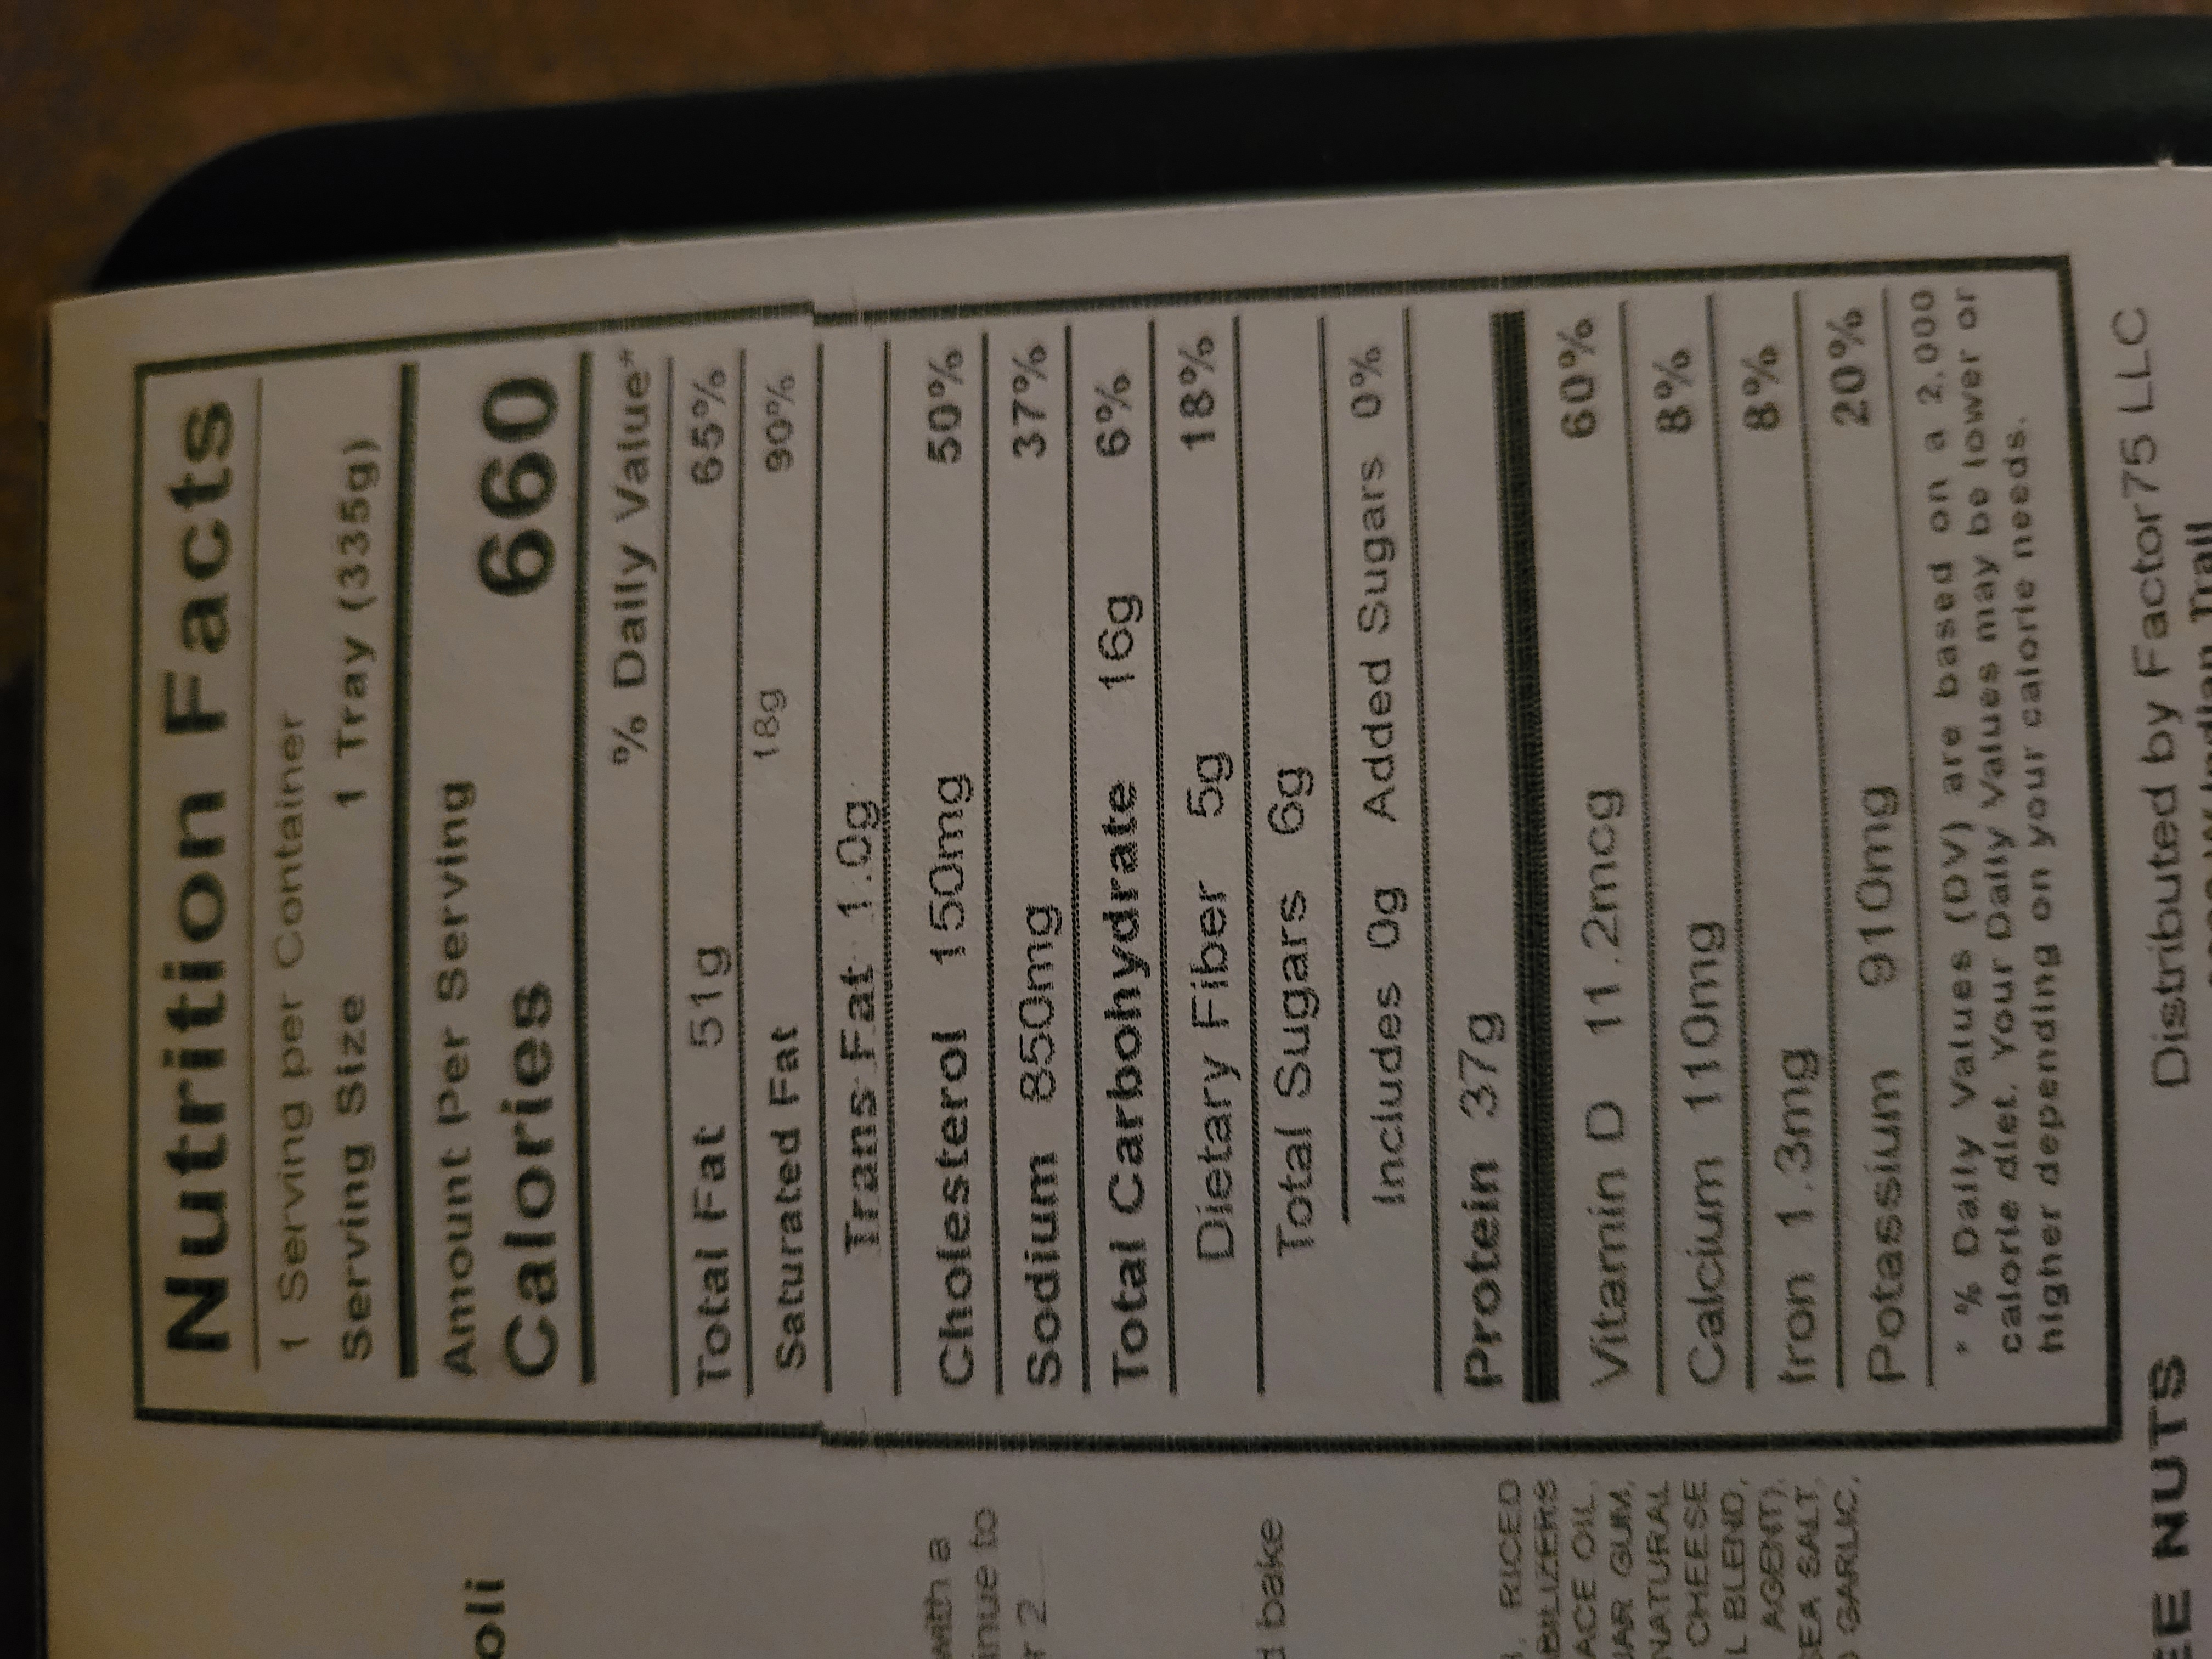 Nutrition Facts
1 Serving per Container
Serving Size 1 Tray (335g)
Amount Per Serving
Calories 660
% Daily Value*
Total Fat 51g 65%
Saturated Fat 18g 90%
Trans Fat 1.0g
Cholesterol 150mg 50%
Sodium 850mg 37%
Total Carbohydrate 16g 6%
Dietary Fiber 5g 18%
Total Sugars 6g
Includes 0g Added Sugars 0%
Protein 37g
Vitamin D 11.2mcg 60%
Calcium 110mg 8%
Iron 1.3mg 8%
Potassium 910mg 20%
* % Daily Values (DV) are based on a 2,000
calorie diet. Your Daily Values may be lower or
higher depending on your calorie needs.
Distributed by Factor75 LLC
oli
with a
inue to
r 2
d bake
RICED
BILIZERS
ACE OIL,
UAR GUM,
NATURAL
CHEESE
L BLEND,
AGENT),
SEA SALT,
GARLIC,
EE NUTS